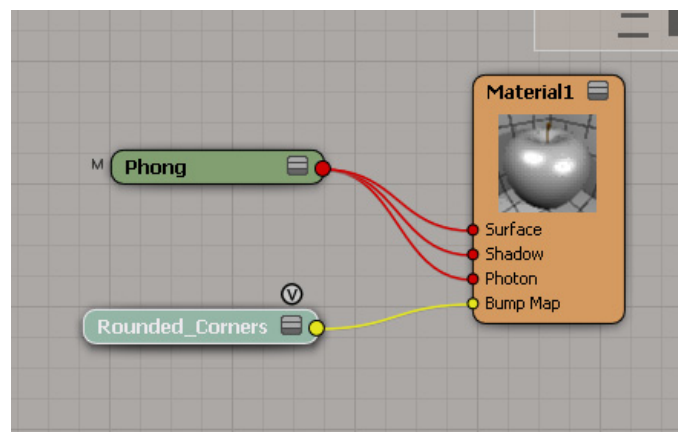 Material1
M Phong
Surface
Shadow
Photon
Bump Map
V
Rounded_Corners